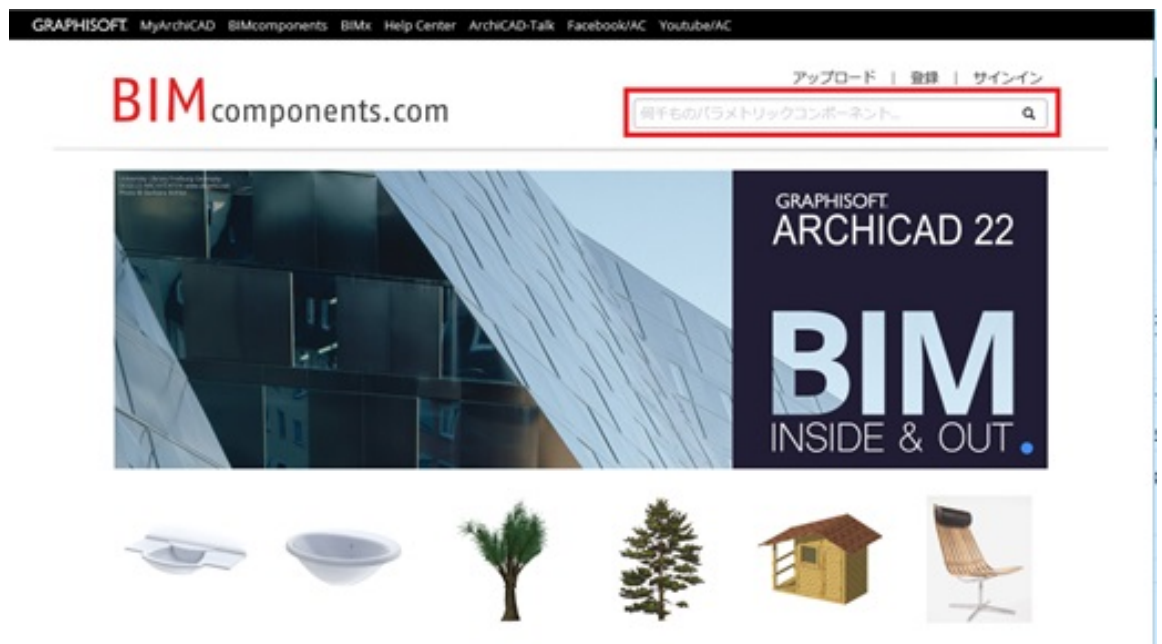 GRAPHISOFT. MyArchiCAD BIMcomponents BIMx Help Center ArchiCAD-Talk Facebook/AC Youtube/AC
アップロード | 登録 | サインイン
BIMcomponents.com
何千ものパラメトリックコンポーネント...
GRAPHISOFT.
ARCHICAD 22
BIM
INSIDE & OUT.